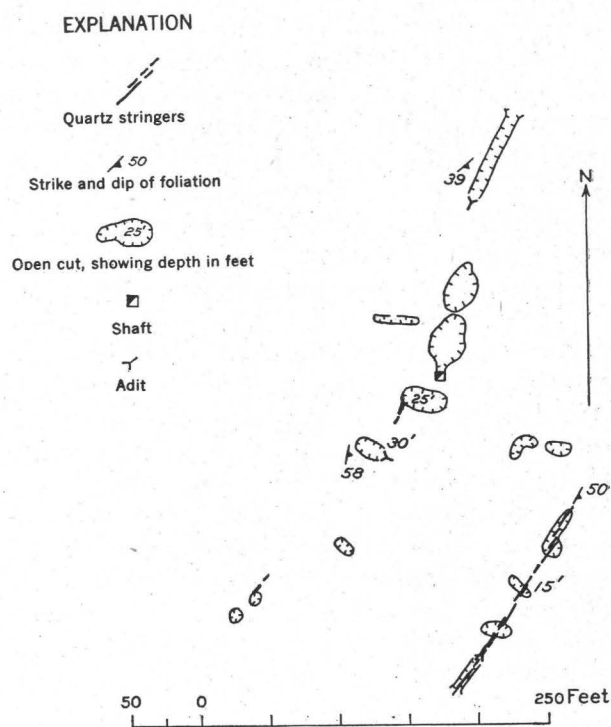 EXPLANATION
Quartz stringers
50
Strike and dip of foliation
25'
Open cut, showing depth in feet
Shaft
Adit
39
N
25'
30'
58
50
15'
50 0 250 Feet